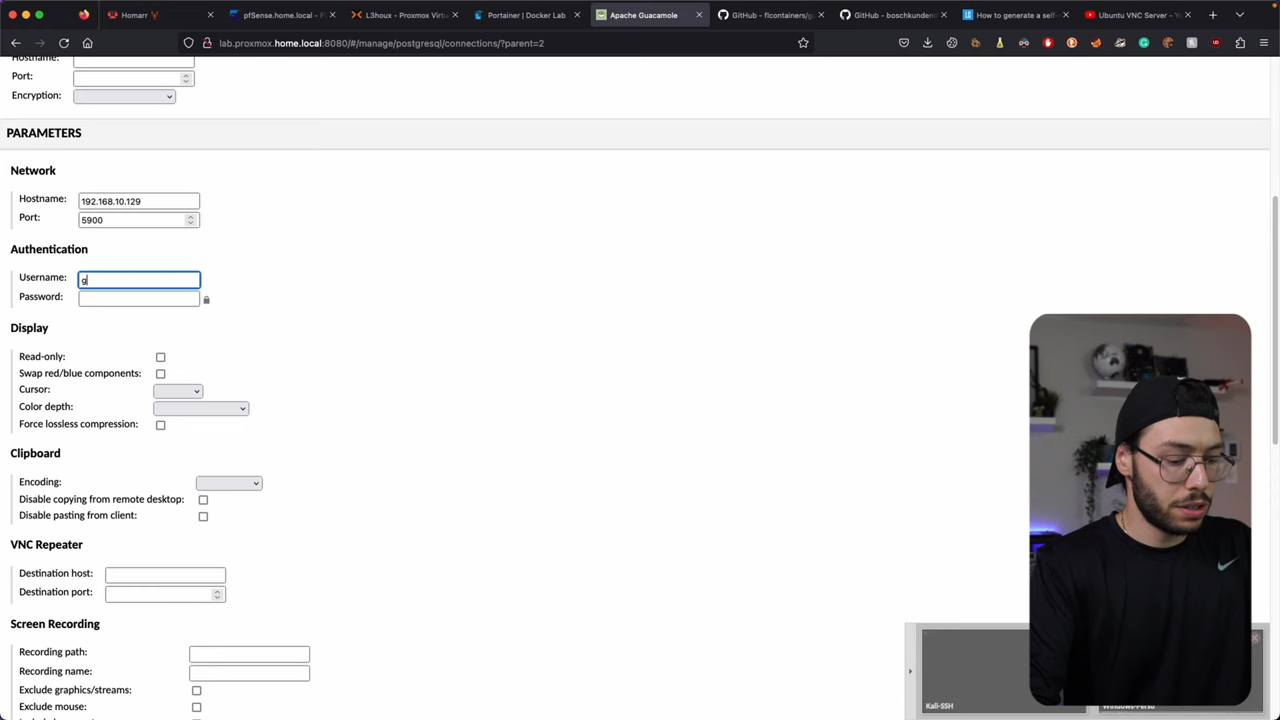 Homarr
pfSense.home.local - F
L3houx - Proxmox Virtu
Portainer | Docker Lab
Apache Guacamole
GitHub - flcontainers/g
GitHub - boschkundend
How to generate a self-
Ubuntu VNC Server - Yo
lab.proxmox.home.local:8080/#/manage/postgresql/connections/?parent=2
Hostname:
Port:
Encryption:
PARAMETERS
Network
Hostname: 192.168.10.129
Port: 5900
Authentication
Username: g
Password:
Display
Read-only:
Swap red/blue components:
Cursor:
Color depth:
Force lossless compression:
Clipboard
Encoding:
Disable copying from remote desktop:
Disable pasting from client:
VNC Repeater
Destination host:
Destination port:
Screen Recording
Recording path:
Recording name:
Exclude graphics/streams:
Exclude mouse:
Kali-SSH
Windows-Perso